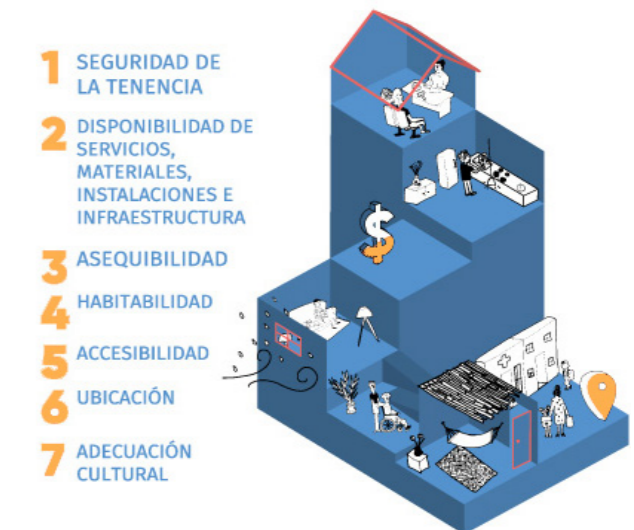 1 SEGURIDAD DE
LA TENENCIA
2 DISPONIBILIDAD DE
SERVICIOS,
MATERIALES,
INSTALACIONES E
INFRAESTRUCTURA
3 ASEQUIBILIDAD
4 HABITABILIDAD
5 ACCESIBILIDAD
6 UBICACIÓN
7 ADECUACIÓN
CULTURAL
$